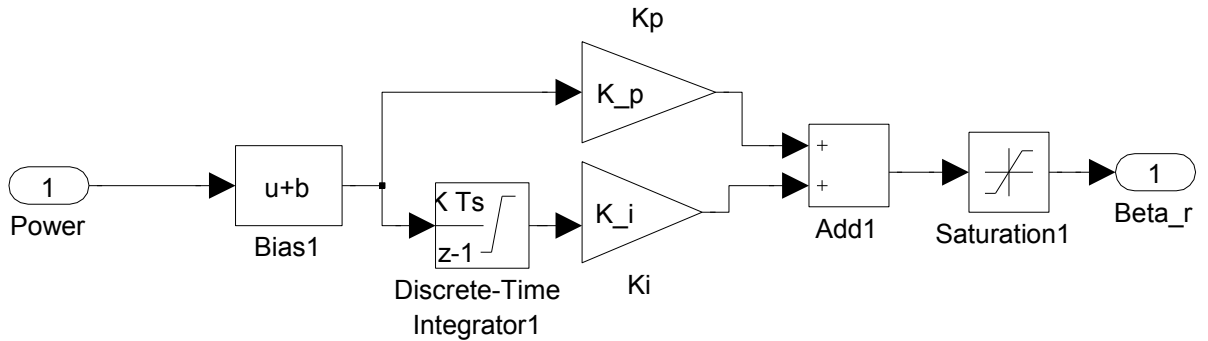 Kp
K_p
1
Power
u+b
Bias1
K Ts
z-1
Discrete-Time
Integrator1
K_i
Ki
+
+
Add1
Saturation1
1
Beta_r